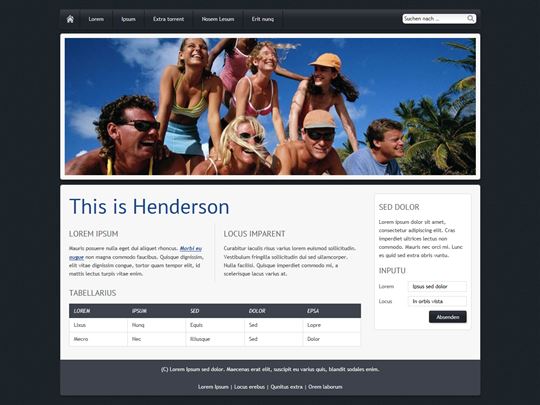 Lorem Ipsum Extra torrent Nosem Lesum Erit nunq Suchen nach ...
This is Henderson
LOREM IPSUM
Mauris posuere nulla eget dui aliquet rhoncus. Morbi eu
augue non magna commodo faucibus. Quisque dignissim,
elit vitae dignissim congue, tortor quam tempor elit, id
mattis lectus turpis vitae enim.
LOCUS IMPARENT
Curabitur iaculis risus varius lorem euismod sollicitudin.
Vestibulum fringilla sollicitudin dui sed ullamcorper.
Nulla facilisi. Quisque imperdiet commodo mi, a
scelerisque lacus varius at.
TABELLARIUS
LOREM IPSUM SED DOLOR EPSA
Lixus Nunq Equis Sed Lopre
Mecro Nec Illiusque Sed Dolor
SED DOLOR
Lorem ipsum dolor sit amet,
consectetur adipiscing elit. Cras
imperdiet ultrices lectus non
commodo. Mauris nec orci mi. Lunc
es quid sed extra obris vuntu.
INPUTU
Lorem Ipsus sed dolor
Locus In orbis vista
Absenden
(C) Lorem Ipsum sed dolor. Maecenas erat elit, suscipit eu varius quis, blandit sodales enim.
Lorem Ipsum | Locus erebus | Qunitus extra | Orem laborum